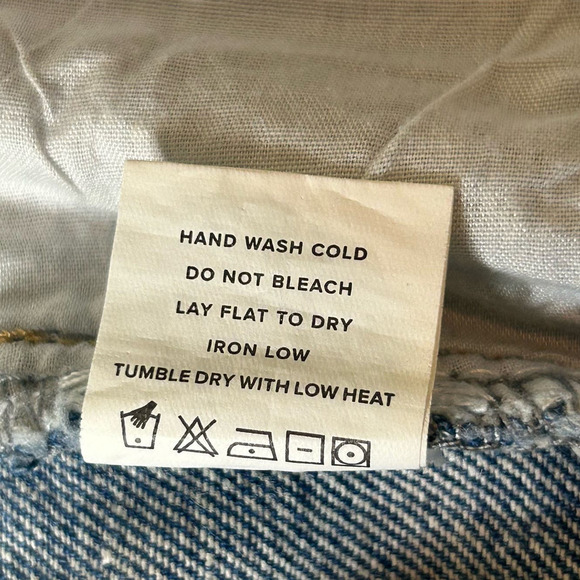 HAND WASH COLD
DO NOT BLEACH
LAY FLAT TO DRY
IRON LOW
TUMBLE DRY WITH LOW HEAT